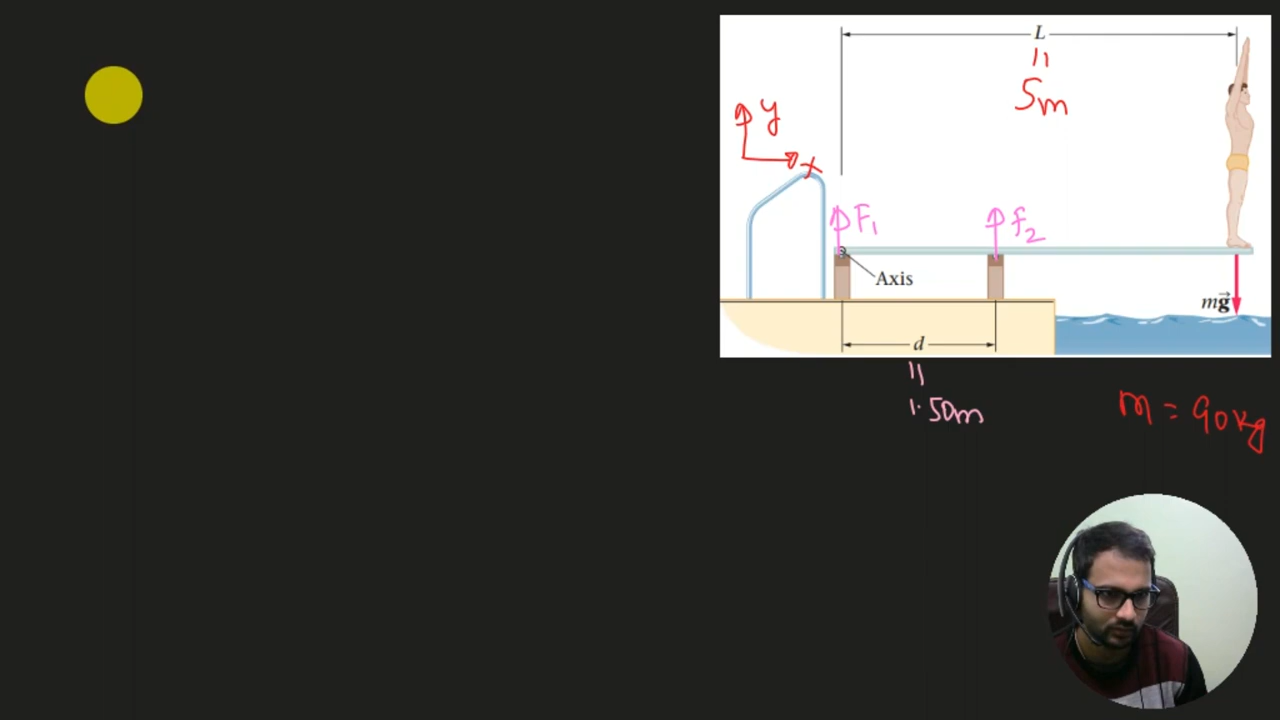 L
॥
5m
y
x
F₁
f₂
Axis
mg⃗
d
॥
1.50m
m = 90kg